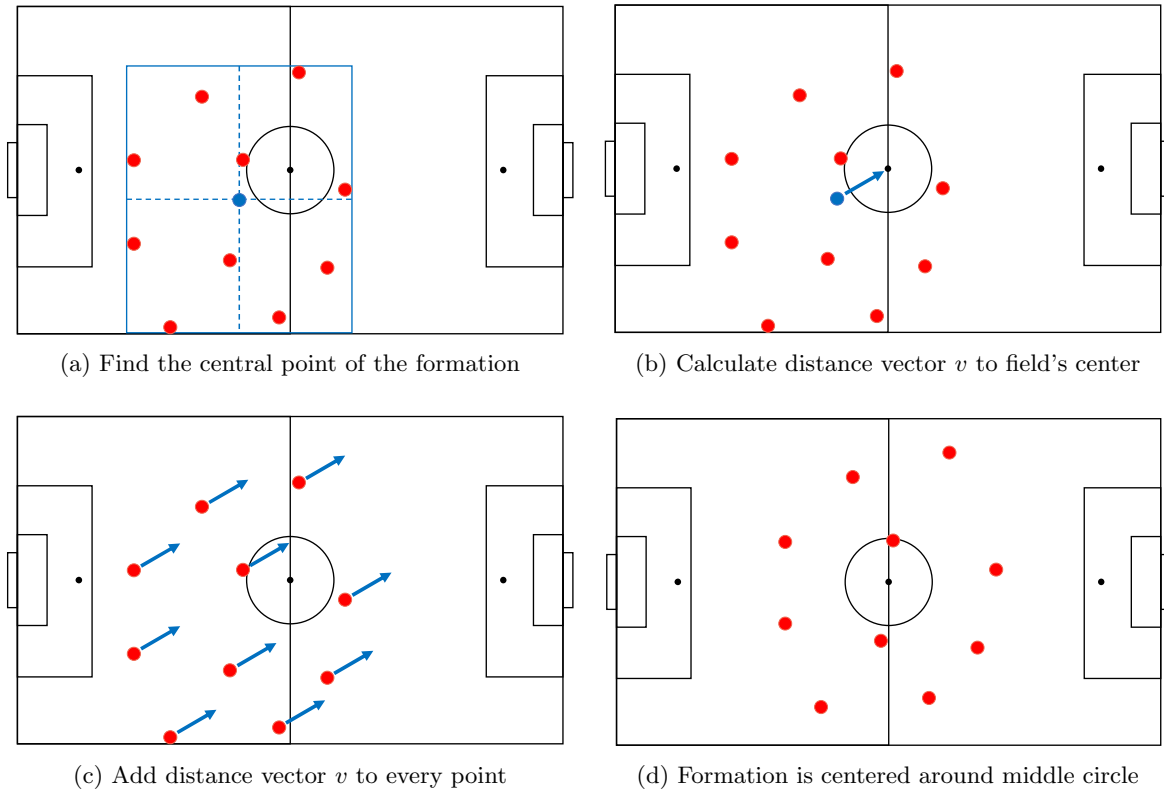 (a) Find the central point of the formation
(b) Calculate distance vector v to field's center
(c) Add distance vector v to every point
(d) Formation is centered around middle circle